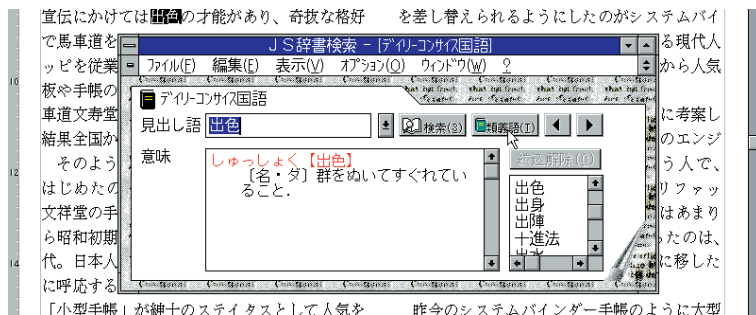 宣伝にかけては出色の才能があり、奇抜な格好
を差し替えられるようにしたのがシステムバイ
で馬車道を
る現代人
ッピを従業
から人気
板や手帳の
車道文寿堂
に考案し
結果全国か
のエンジ
そのよう
う人で、
はじめたの
リファッ
文祥堂の手
はあまり
ら昭和初期
ったのは、
代。日本人
に移した
に呼応する
「小型手帳」が紳士のステイタスとして人気を
昨今のシステムバインダー手帳のように大型
10
12
14
JS辞書検索 - [デイリーコンサイス国語]
ファイル(F) 編集(E) 表示(V) オプション(O) ウィンドウ(W) ?
デイリーコンサイス国語
見出し語 出色 検索(S) 類義語(I)
意味 絞込解除(O)
しゅっしょく【出色】
〔名・ダ〕群をぬいてすぐれてい
ること.
出色
出身
出陣
十進法
出水